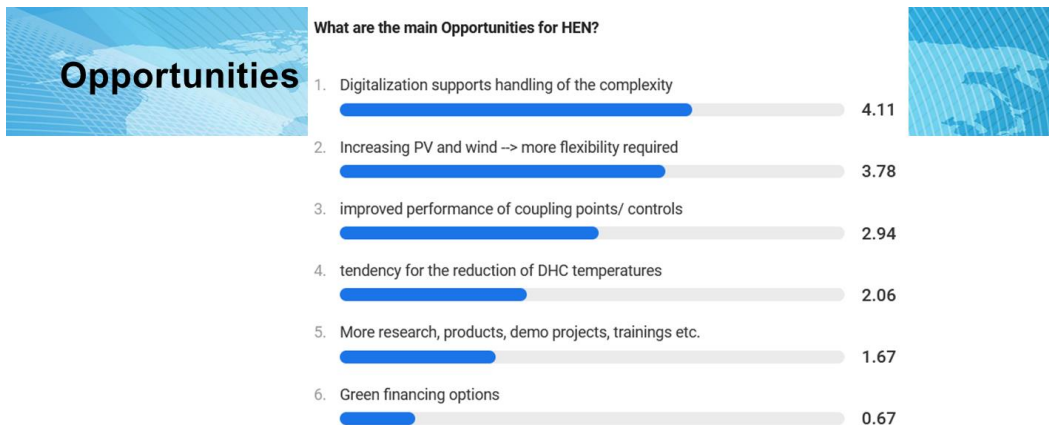 What are the main Opportunities for HEN?
Opportunities
1. Digitalization supports handling of the complexity
4.11
2. Increasing PV and wind --> more flexibility required
3.78
3. improved performance of coupling points/ controls
2.94
4. tendency for the reduction of DHC temperatures
2.06
5. More research, products, demo projects, trainings etc.
1.67
6. Green financing options
0.67